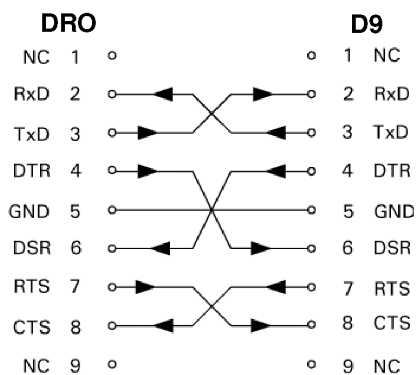 DRO D9
NC 1 1 NC
RxD 2 2 RxD
TxD 3 3 TxD
DTR 4 4 DTR
GND 5 5 GND
DSR 6 6 DSR
RTS 7 7 RTS
CTS 8 8 CTS
NC 9 9 NC